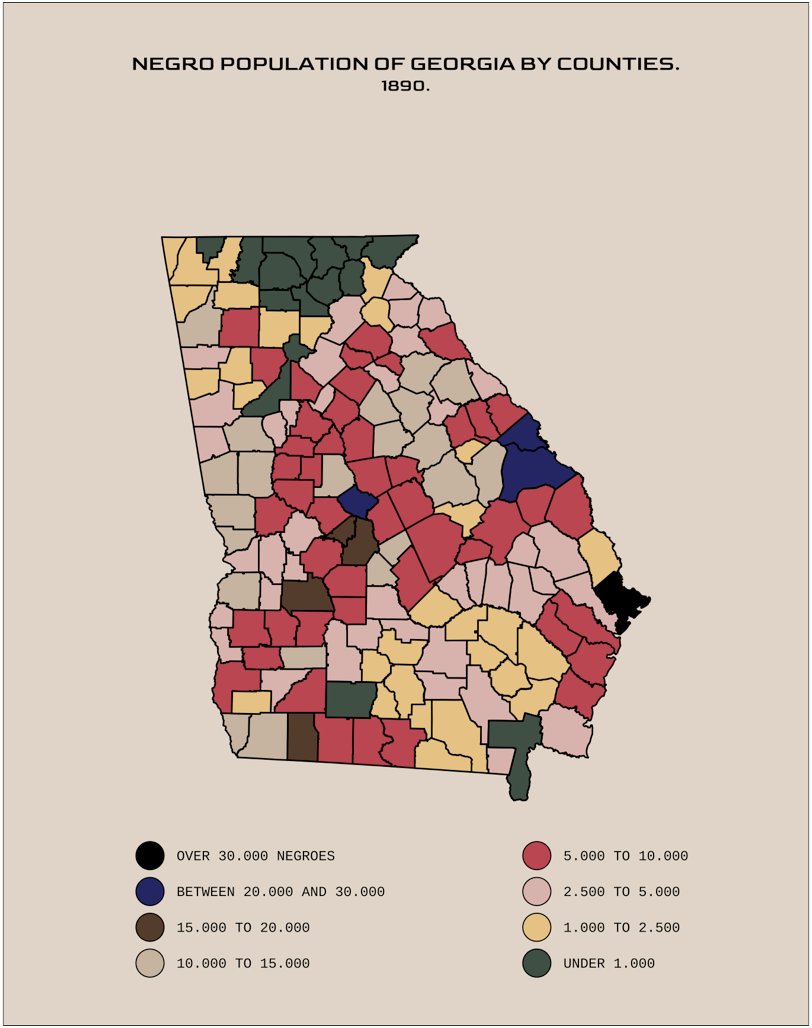 NEGRO POPULATION OF GEORGIA BY COUNTIES.
1890.
OVER 30.000 NEGROES
BETWEEN 20.000 AND 30.000
15.000 TO 20.000
10.000 TO 15.000
5.000 TO 10.000
2.500 TO 5.000
1.000 TO 2.500
UNDER 1.000